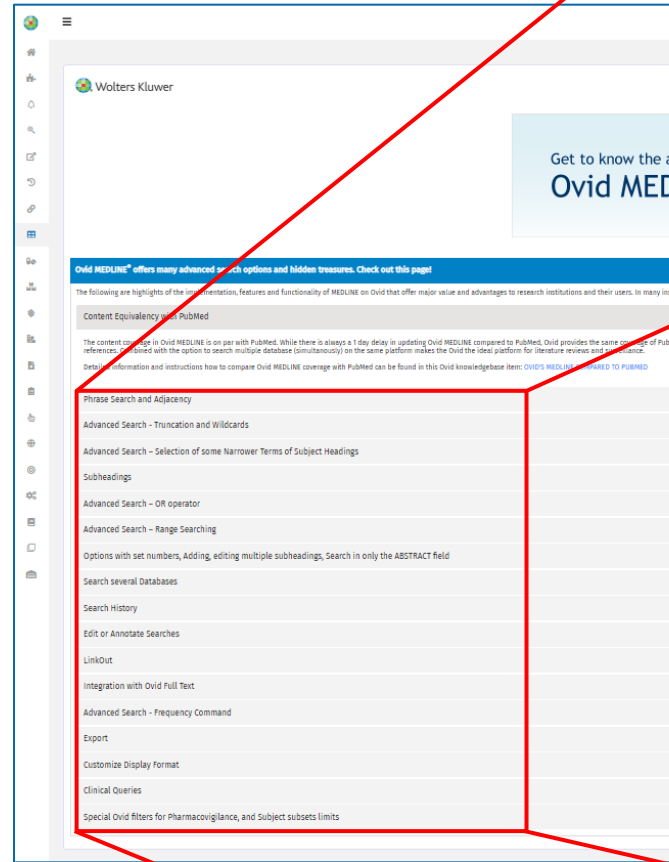 Wolters Kluwer
Get to know the a
Ovid MED
Ovid MEDLINE® offers many advanced search options and hidden treasures. Check out this page!
The following are highlights of the implementation, features and functionality of MEDLINE on Ovid that offer major value and advantages to research institutions and their users. In many ins
Content Equivalency with PubMed
The content coverage in Ovid MEDLINE is on par with PubMed. While there is always a 1 day delay in updating Ovid MEDLINE compared to PubMed, Ovid provides the same coverage of Pub
references. Combined with the option to search multiple database (simultaneously) on the same platform makes the Ovid the ideal platform for literature reviews and surveillance.
Detailed information and instructions how to compare Ovid MEDLINE coverage with PubMed can be found in this Ovid knowledgebase item: OVID'S MEDLINE COMPARED TO PUBMED
Phrase Search and Adjacency
Advanced Search - Truncation and Wildcards
Advanced Search – Selection of some Narrower Terms of Subject Headings
Subheadings
Advanced Search – OR operator
Advanced Search – Range Searching
Options with set numbers, Adding, editing multiple subheadings, Search in only the ABSTRACT field
Search several Databases
Search History
Edit or Annotate Searches
LinkOut
Integration with Ovid Full Text
Advanced Search - Frequency Command
Export
Customize Display Format
Clinical Queries
Special Ovid filters for Pharmacovigilance, and Subject subsets limits